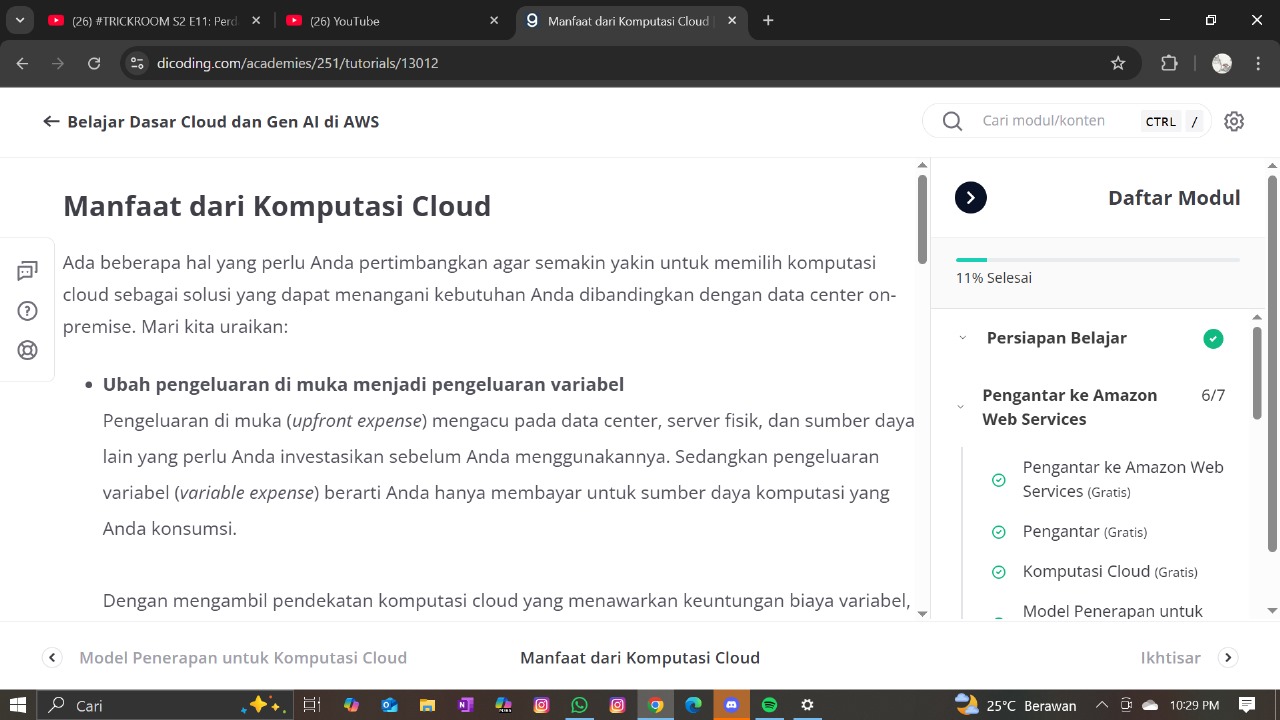 (26) #TRICKROOM S2 E11: Perd
(26) YouTube
Manfaat dari Komputasi Cloud |
dicoding.com/academies/251/tutorials/13012
Belajar Dasar Cloud dan Gen AI di AWS
Cari modul/konten
CTRL
/
Manfaat dari Komputasi Cloud
Ada beberapa hal yang perlu Anda pertimbangkan agar semakin yakin untuk memilih komputasi
cloud sebagai solusi yang dapat menangani kebutuhan Anda dibandingkan dengan data center on-
premise. Mari kita uraikan:
• Ubah pengeluaran di muka menjadi pengeluaran variabel
Pengeluaran di muka (upfront expense) mengacu pada data center, server fisik, dan sumber daya
lain yang perlu Anda investasikan sebelum Anda menggunakannya. Sedangkan pengeluaran
variabel (variable expense) berarti Anda hanya membayar untuk sumber daya komputasi yang
Anda konsumsi.
Dengan mengambil pendekatan komputasi cloud yang menawarkan keuntungan biaya variabel,
Daftar Modul
11% Selesai
Persiapan Belajar
Pengantar ke Amazon 6/7
Web Services
Pengantar ke Amazon Web
Services (Gratis)
Pengantar (Gratis)
Komputasi Cloud (Gratis)
Model Penerapan untuk
Model Penerapan untuk Komputasi Cloud
Manfaat dari Komputasi Cloud
Ikhtisar
Cari
25°C Berawan
10:29 PM